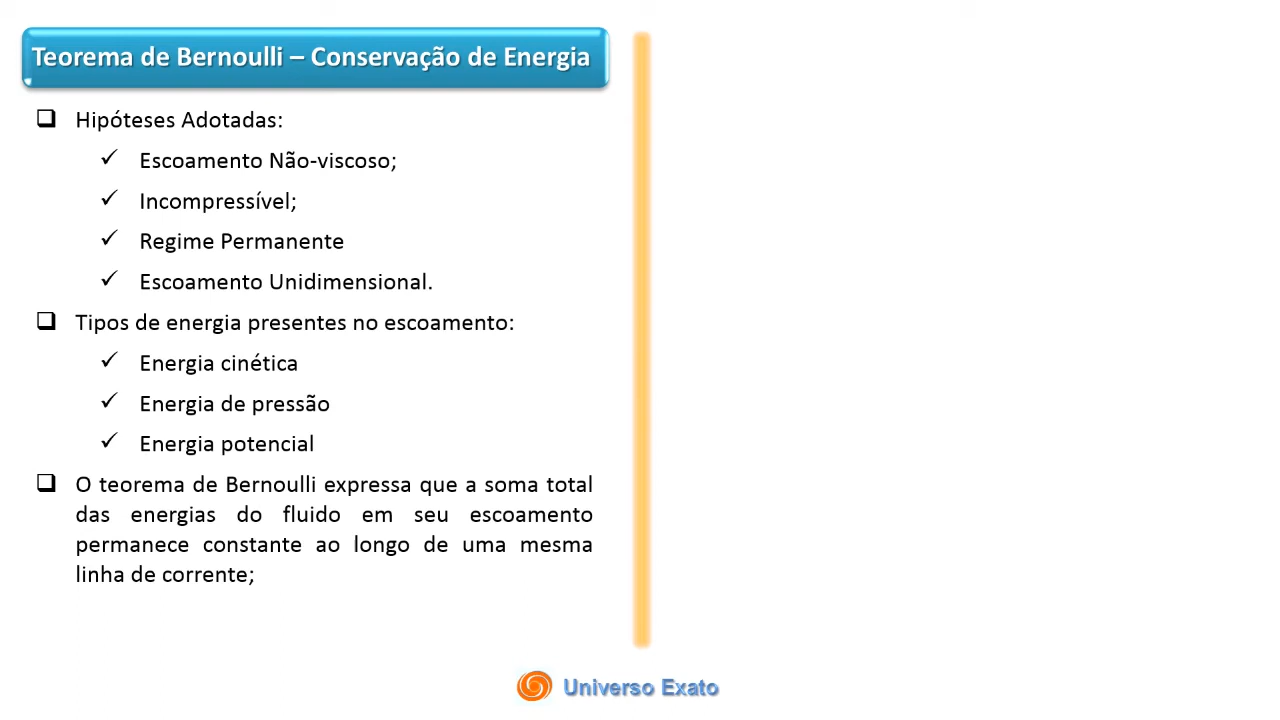 Teorema de Bernoulli – Conservação de Energia
Hipóteses Adotadas:
Escoamento Não-viscoso;
Incompressível;
Regime Permanente
Escoamento Unidimensional.
Tipos de energia presentes no escoamento:
Energia cinética
Energia de pressão
Energia potencial
O teorema de Bernoulli expressa que a soma total
das energias do fluido em seu escoamento
permanece constante ao longo de uma mesma
linha de corrente;
Universo Exato